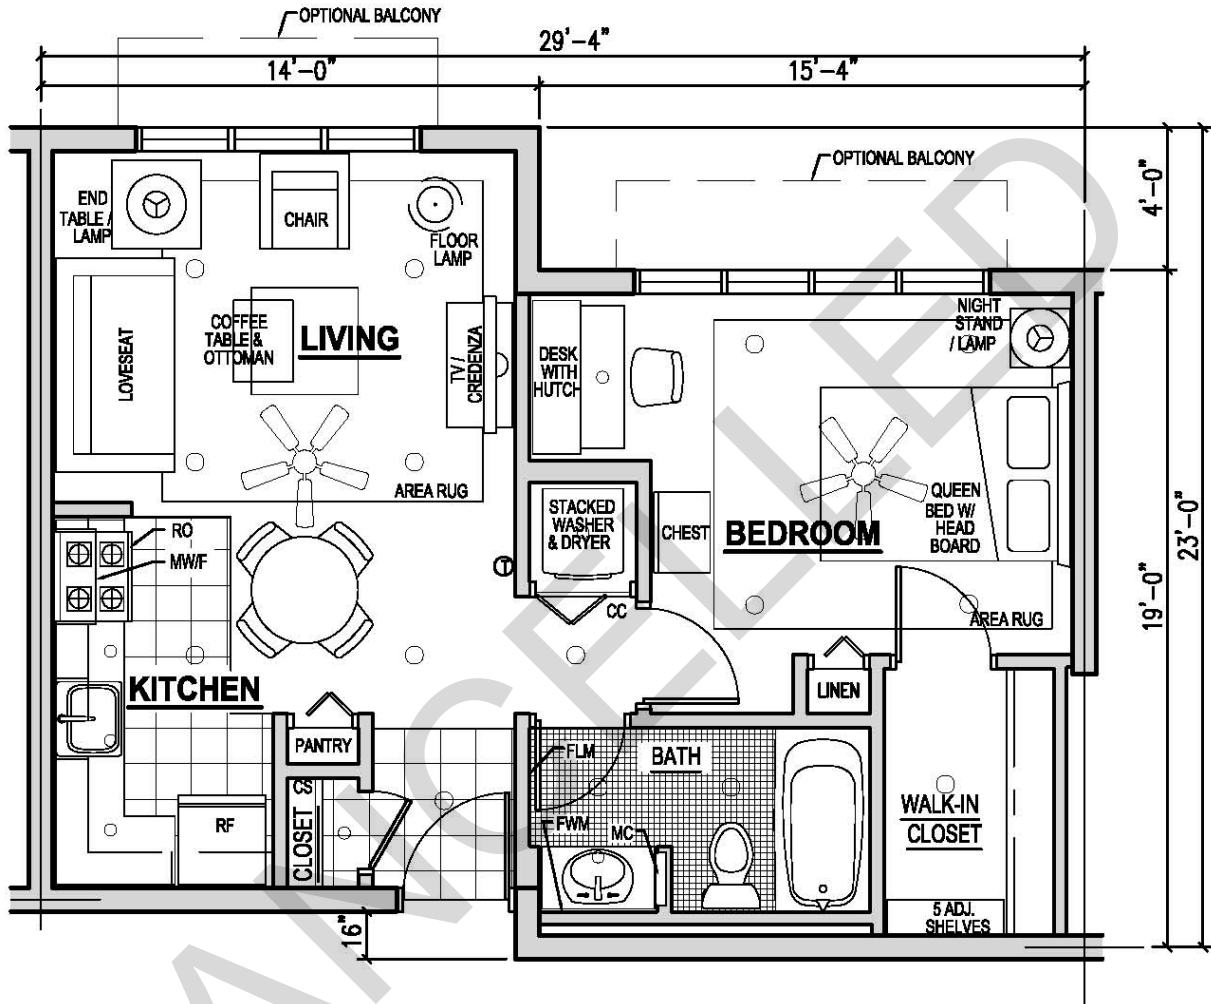 OPTIONAL BALCONY
29'-4"
14'-0"
15'-4"
OPTIONAL BALCONY
4'-0"
END
TABLE /
LAMP
CHAIR
FLOOR
LAMP
NIGHT
STAND
/ LAMP
COFFEE
TABLE &
OTTOMAN
LIVING
LOVESEAT
TV /
CREDENZA
DESK
WITH
HUTCH
AREA RUG
QUEEN
BED W/
HEAD
BOARD
STACKED
WASHER
& DRYER
CHEST
BEDROOM
RO
MW/F
T
CC
23'-0"
19'-0"
AREA RUG
KITCHEN
LINEN
PANTRY
FLM
BATH
CS
CLOSET
RF
FWM
MC
WALK-IN
CLOSET
5 ADJ.
SHELVES
16"
CANCELLED